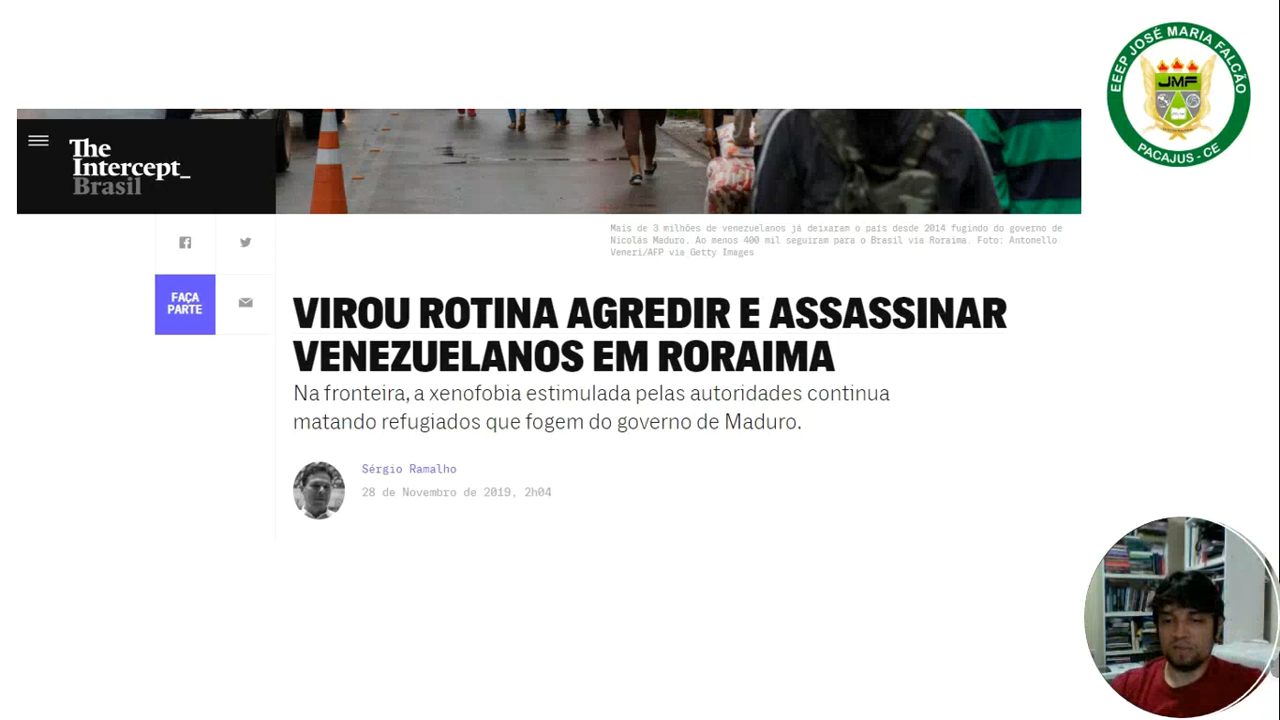 EEEP JOSÉ MARIA FALCÃO
JMF
PACAJUS - CE
The
Intercept_
Brasil
Mais de 3 milhões de venezuelanos já deixaram o país desde 2014 fugindo do governo de
Nicolás Maduro. Ao menos 400 mil seguiram para o Brasil via Roraima. Foto: Antonello
Veneri/AFP via Getty Images
FAÇA
PARTE
VIROU ROTINA AGREDIR E ASSASSINAR
VENEZUELANOS EM RORAIMA
Na fronteira, a xenofobia estimulada pelas autoridades continua
matando refugiados que fogem do governo de Maduro.
Sérgio Ramalho
28 de Novembro de 2019, 2h04